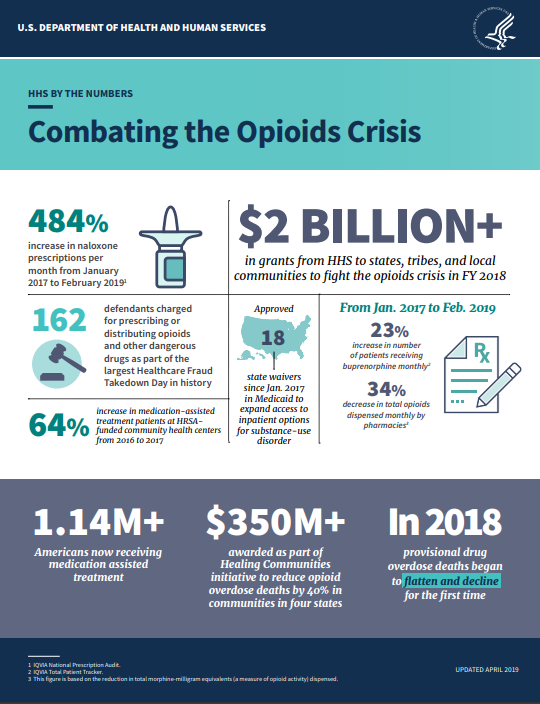 U.S. DEPARTMENT OF HEALTH AND HUMAN SERVICES
HHS BY THE NUMBERS
Combating the Opioids Crisis
484%
increase in naloxone
prescriptions per
month from January
2017 to February 2019¹
$2 BILLION+
in grants from HHS to states, tribes, and local
communities to fight the opioids crisis in FY 2018
162
defendants charged
for prescribing or
distributing opioids
and other dangerous
drugs as part of the
largest Healthcare Fraud
Takedown Day in history
64%
increase in medication-assisted
treatment patients at HRSA-
funded community health centers
from 2016 to 2017
Approved
18
state waivers
since Jan. 2017
in Medicaid to
expand access to
inpatient options
for substance-use
disorder
From Jan. 2017 to Feb. 2019
23%
increase in number
of patients receiving
buprenorphine monthly²
34%
decrease in total opioids
dispensed monthly by
pharmacies³
Rx
1.14M+
Americans now receiving
medication assisted
treatment
$350M+
awarded as part of
Healing Communities
initiative to reduce opioid
overdose deaths by 40% in
communities in four states
In 2018
provisional drug
overdose deaths began
to flatten and decline
for the first time
1 IQVIA National Prescription Audit.
2 IQVIA Total Patient Tracker.
3 This figure is based on the reduction in total morphine-milligram equivalents (a measure of opioid activity) dispensed.
UPDATED APRIL 2019